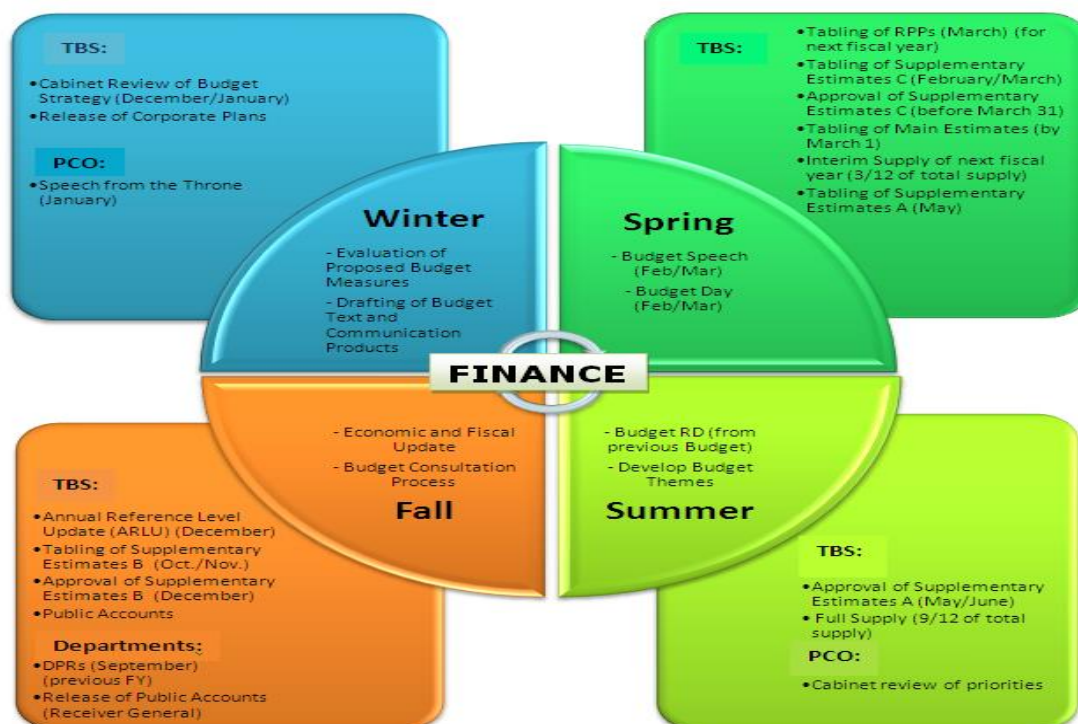 TBS:
•Cabinet Review of Budget
Strategy (December/January)
•Release of Corporate Plans
PCO:
•Speech from the Throne
(January)
TBS:
•Tabling of RPPs (March) (for
next fiscal year)
•Tabling of Supplementary
Estimates C (February/March)
•Approval of Supplementary
Estimates C (before March 31)
•Tabling of Main Estimates (by
March 1)
•Interim Supply of next fiscal
year (3/12 of total supply)
•Tabling of Supplementary
Estimates A (May)
Winter
- Evaluation of
Proposed Budget
Measures
- Drafting of Budget
Text and
Communication
Products
Spring
- Budget Speech
(Feb/Mar)
- Budget Day
(Feb/Mar)
FINANCE
- Economic and Fiscal
Update
- Budget Consultation
Process
Fall
- Budget RD (from
previous Budget)
- Develop Budget
Themes
Summer
TBS:
•Annual Reference Level
Update (ARLU) (December)
•Tabling of Supplementary
Estimates B (Oct./Nov.)
•Approval of Supplementary
Estimates B (December)
•Public Accounts
Departments:
•DPRs (September)
(previous FY)
•Release of Public Accounts
(Receiver General)
TBS:
•Approval of Supplementary
Estimates A (May/June)
• Full Supply (9/12 of total
supply)
PCO:
•Cabinet review of priorities